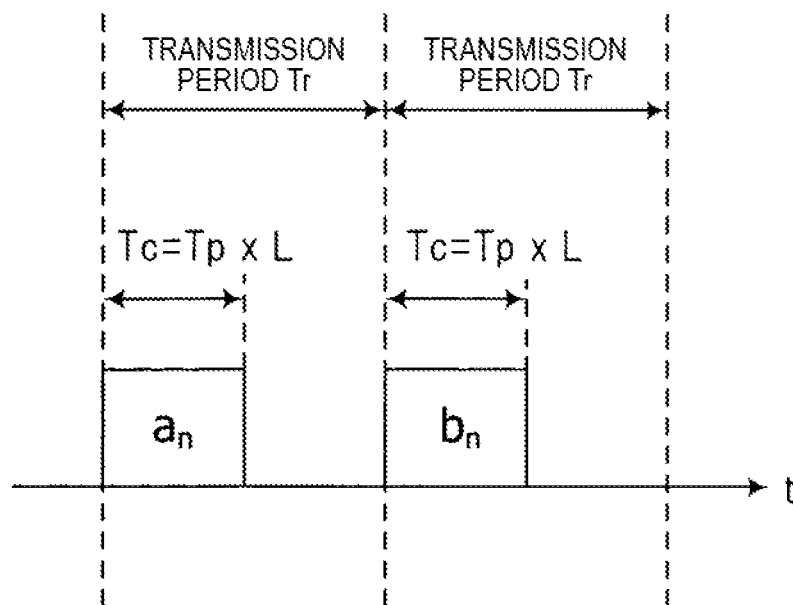 TRANSMISSION
PERIOD Tr
TRANSMISSION
PERIOD Tr
Tc=Tp x L
Tc=Tp x L
an
bn
t